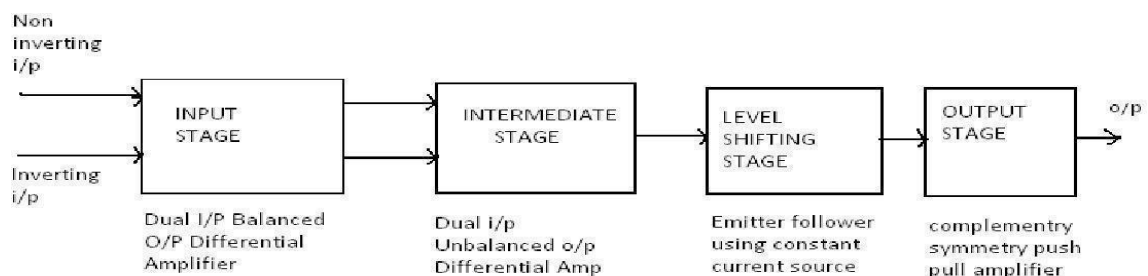 Non
inverting
i/p
Inverting
i/p
INPUT
STAGE
Dual I/P Balanced
O/P Differential
Amplifier
INTERMEDIATE
STAGE
Dual i/p
Unbalanced o/p
Differential Amp
LEVEL
SHIFTING
STAGE
Emitter follower
using constant
current source
OUTPUT
STAGE
complementry
symmetry push
pull amplifier
o/p